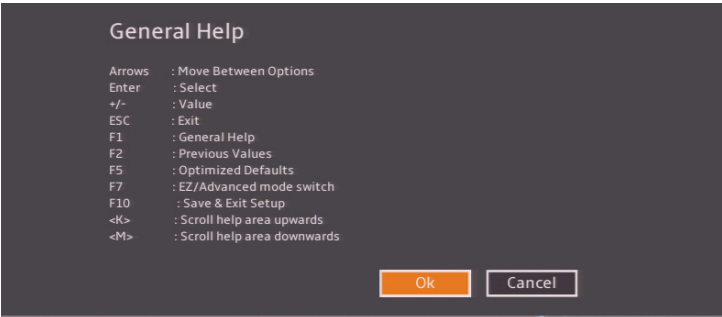 General Help
Arrows : Move Between Options
Enter : Select
+/- : Value
ESC : Exit
F1 : General Help
F2 : Previous Values
F5 : Optimized Defaults
F7 : EZ/Advanced mode switch
F10 : Save & Exit Setup
<K> : Scroll help area upwards
<M> : Scroll help area downwards
Ok Cancel